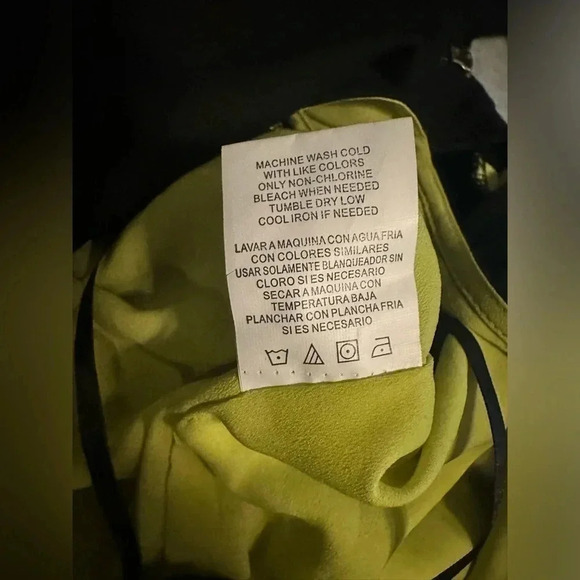 MACHINE WASH COLD
WITH LIKE COLORS
ONLY NON-CHLORINE
BLEACH WHEN NEEDED
TUMBLE DRY LOW
COOL IRON IF NEEDED
LAVAR A MAQUINA CON AGUA FRIA
CON COLORES SIMILARES
USAR SOLAMENTE BLANQUEADOR SIN
CLORO SI ES NECESARIO
SECAR A MAQUINA CON
TEMPERATURA BAJA
PLANCHAR CON PLANCHA FRIA
SI ES NECESARIO